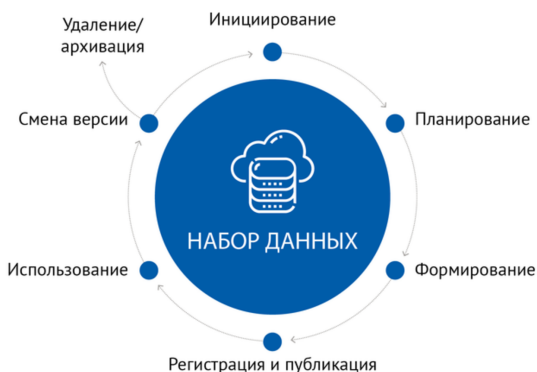 Удаление/
архивация
Инициирование
Смена версии
Планирование
НАБОР ДАННЫХ
Использование
Формирование
Регистрация и публикация